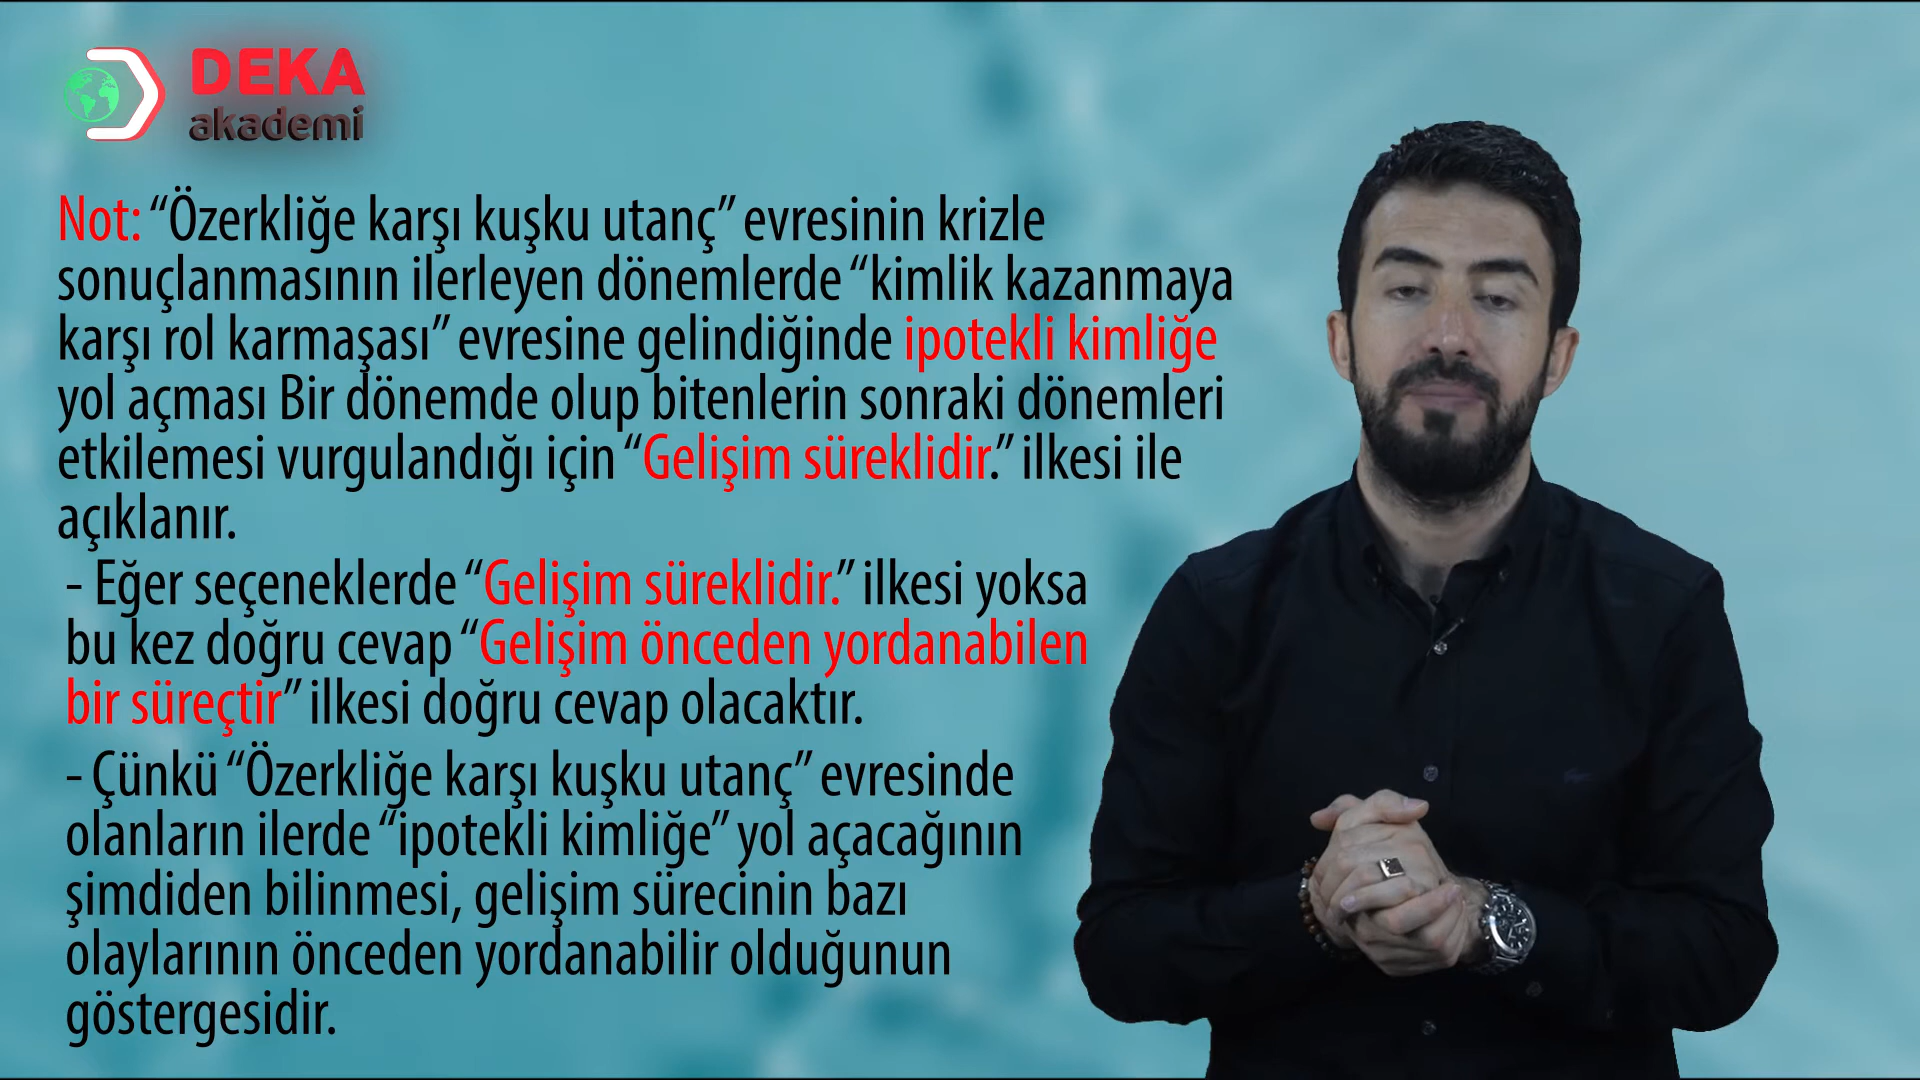 DEKA
akademi
Not: “Özerkliğe karşı kuşku utanç” evresinin krizle
sonuçlanmasının ilerleyen dönemlerde “kimlik kazanmaya
karşı rol karmaşası” evresine gelindiğinde ipotekli kimliğe
yol açması Bir dönemde olup bitenlerin sonraki dönemleri
etkilemesi vurgulandığı için “Gelişim süreklidir.” ilkesi ile
açıklanır.
- Eğer seçeneklerde “Gelişim süreklidir.” ilkesi yoksa
bu kez doğru cevap “Gelişim önceden yordanabilen
bir süreçtir” ilkesi doğru cevap olacaktır.
- Çünkü “Özerkliğe karşı kuşku utanç” evresinde
olanların ilerde “ipotekli kimliğe” yol açacağının
şimdiden bilinmesi, gelişim sürecinin bazı
olaylarının önceden yordanabilir olduğunun
göstergesidir.